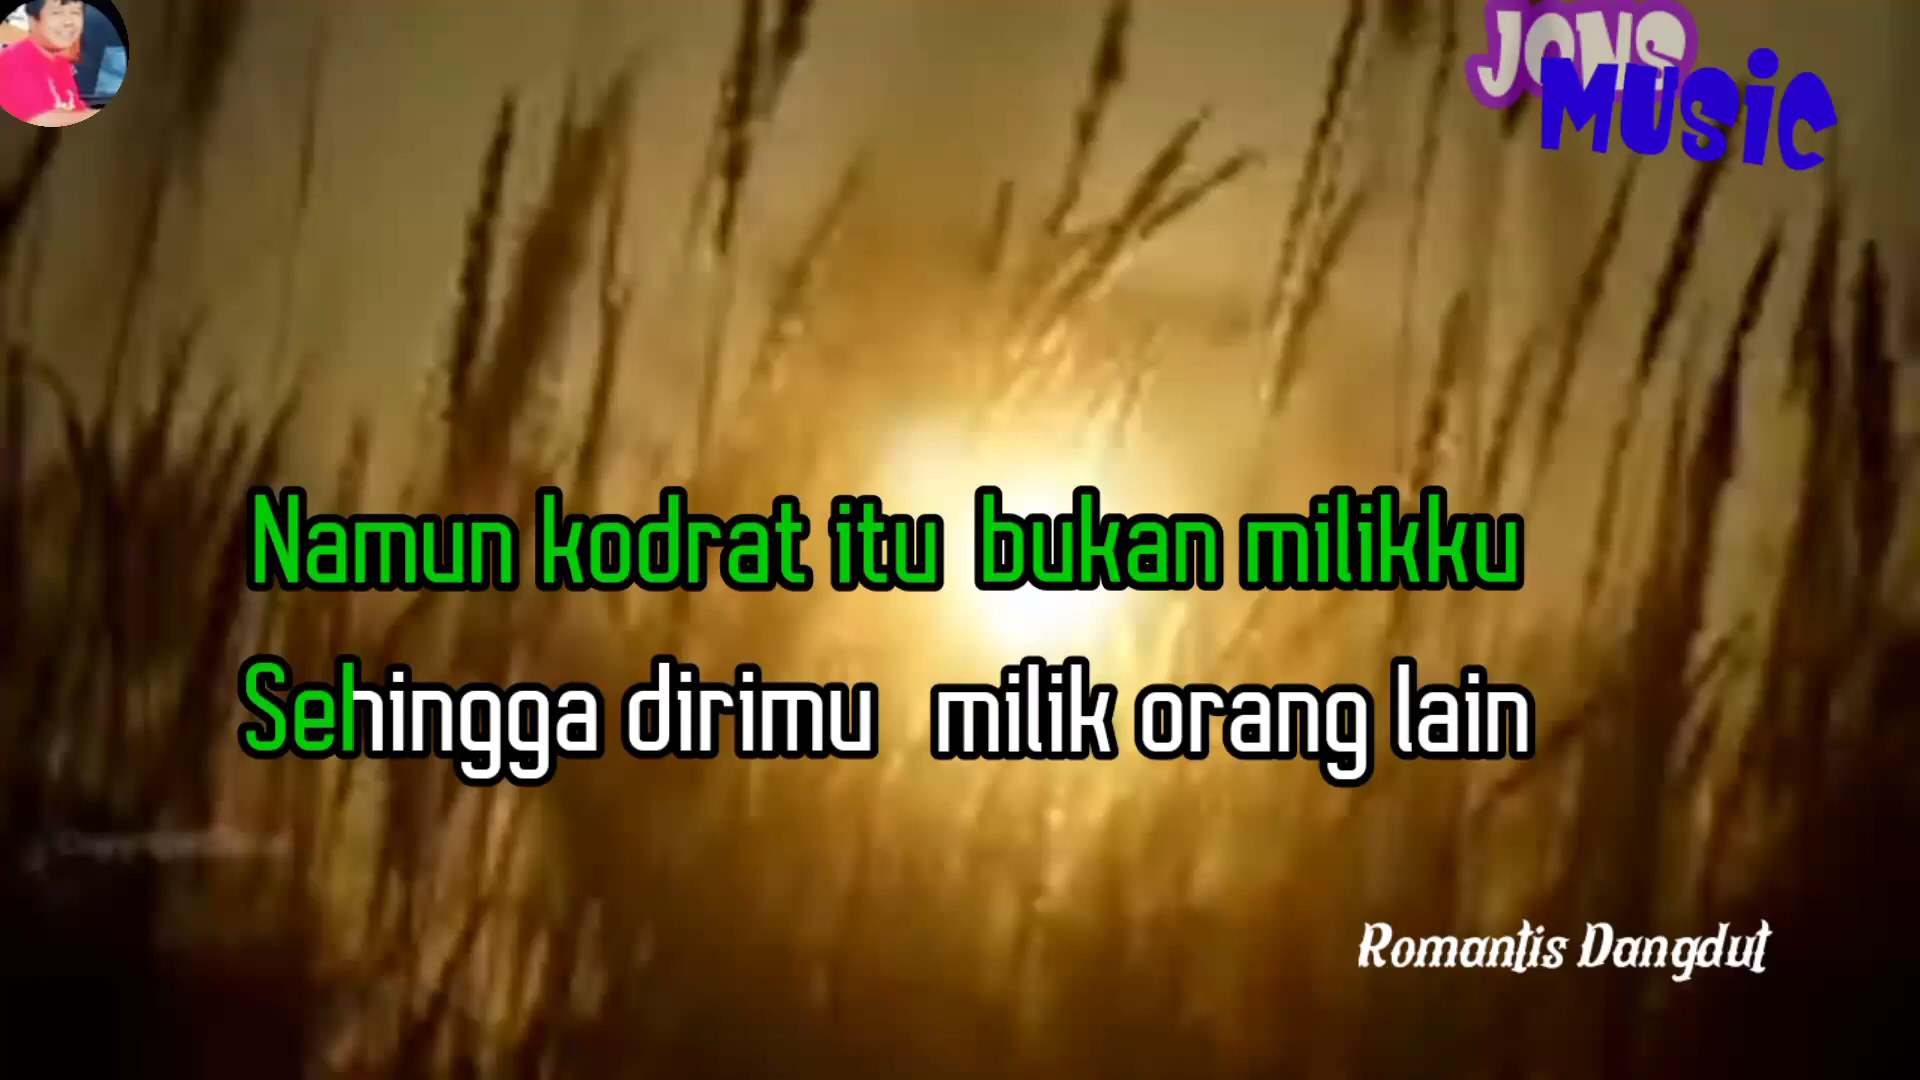 JONS
MUSIC
Namun kodrat itu bukan milikku
Sehingga dirimu milik orang lain
Romantis Dangdut